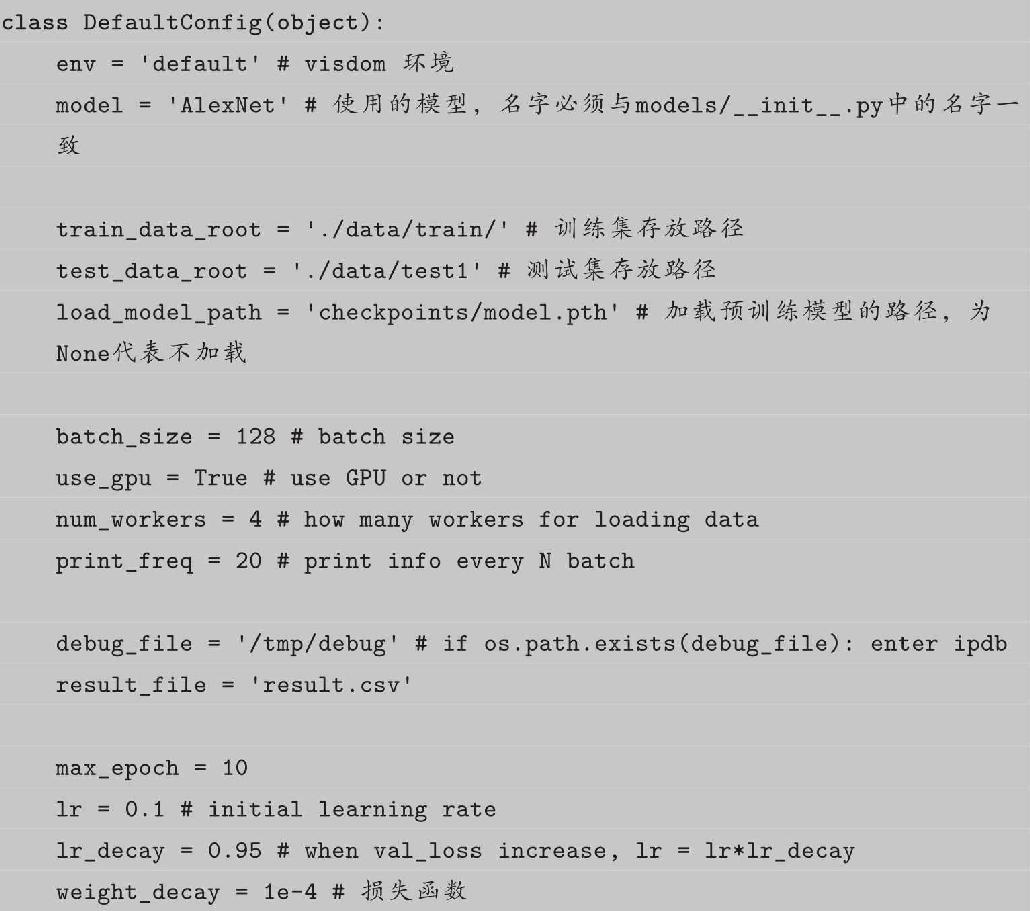 class DefaultConfig(object):
    env = 'default' # visdom 环境
    model = 'AlexNet' # 使用的模型，名字必须与models/__init__.py中的名字一
    致
    train_data_root = './data/train/' # 训练集存放路径
    test_data_root = './data/test1' # 测试集存放路径
    load_model_path = 'checkpoints/model.pth' # 加载预训练模型的路径，为
    None代表不加载
    batch_size = 128 # batch size
    use_gpu = True # use GPU or not
    num_workers = 4 # how many workers for loading data
    print_freq = 20 # print info every N batch
    debug_file = '/tmp/debug' # if os.path.exists(debug_file): enter ipdb
    result_file = 'result.csv'
    max_epoch = 10
    lr = 0.1 # initial learning rate
    lr_decay = 0.95 # when val_loss increase, lr = lr*lr_decay
    weight_decay = 1e-4 # 损失函数